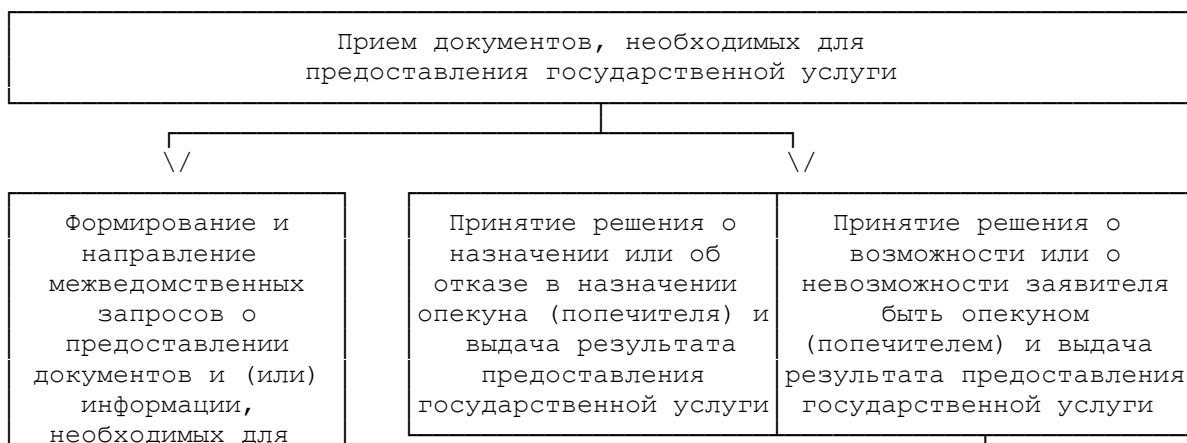 Прием документов, необходимых для
предоставления государственной услуги
\/
\/
Формирование и
направление
межведомственных
запросов о
предоставлении
документов и (или)
информации,
необходимых для
Принятие решения о
назначении или об
отказе в назначении
опекуна (попечителя) и
выдача результата
предоставления
государственной услуги
Принятие решения о
возможности или о
невозможности заявителя
быть опекуном
(попечителем) и выдача
результата предоставления
государственной услуги